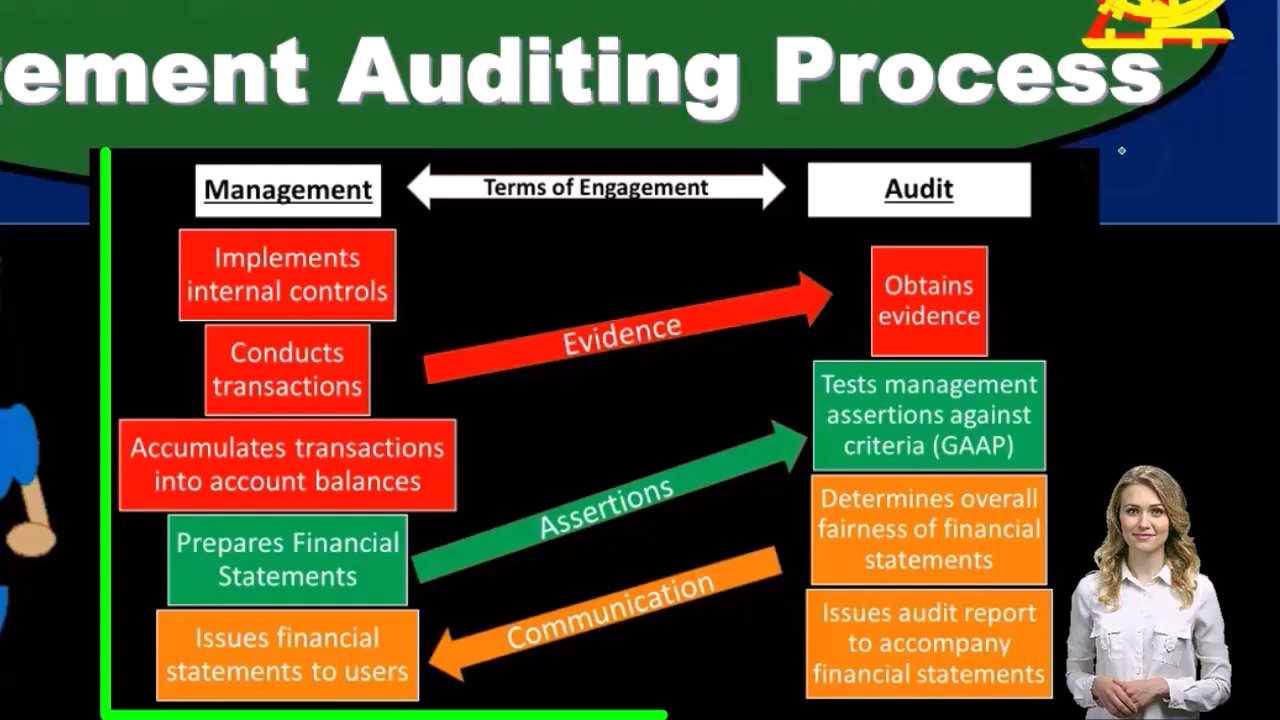 tement Auditing Process
Management
Terms of Engagement
Audit
Implements
internal controls
Conducts
transactions
Accumulates transactions
into account balances
Prepares Financial
Statements
Issues financial
statements to users
Evidence
Assertions
Communication
Obtains
evidence
Tests management
assertions against
criteria (GAAP)
Determines overall
fairness of financial
statements
Issues audit report
to accompany
financial statements